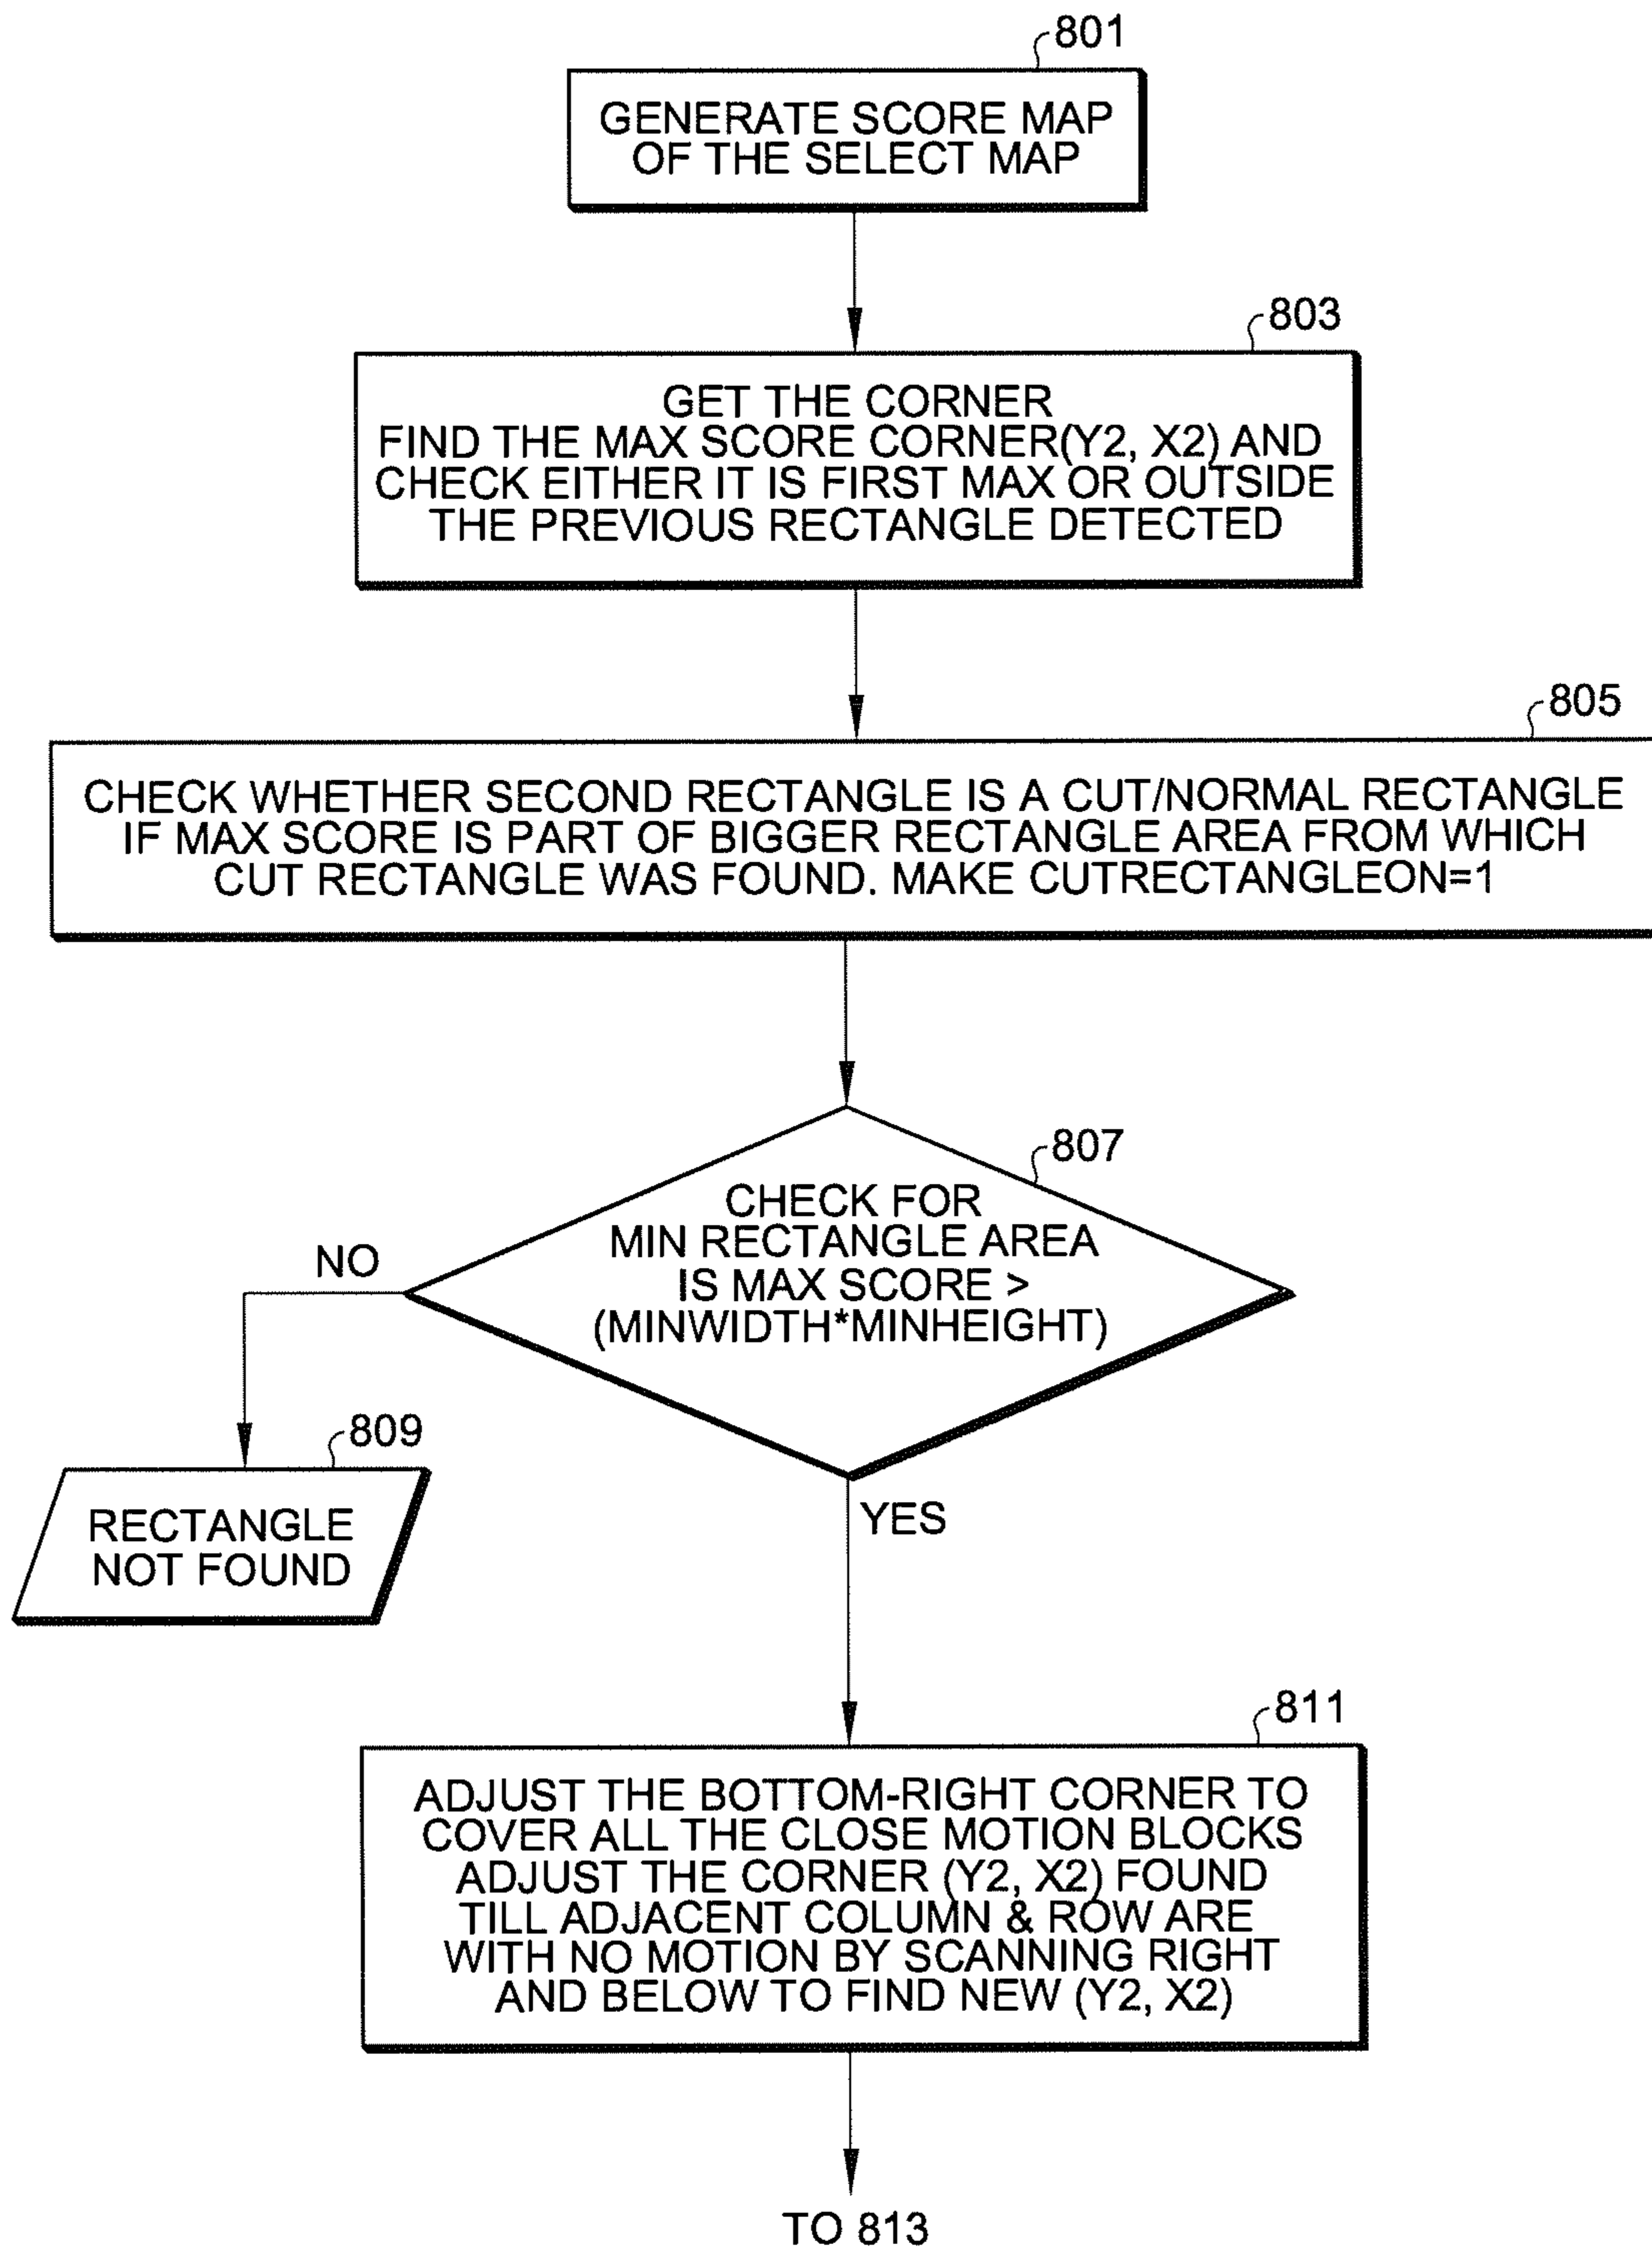 801
GENERATE SCORE MAP
OF THE SELECT MAP
803
GET THE CORNER
FIND THE MAX SCORE CORNER(Y2, X2) AND
CHECK EITHER IT IS FIRST MAX OR OUTSIDE
THE PREVIOUS RECTANGLE DETECTED
805
CHECK WHETHER SECOND RECTANGLE IS A CUT/NORMAL RECTANGLE
IF MAX SCORE IS PART OF BIGGER RECTANGLE AREA FROM WHICH
CUT RECTANGLE WAS FOUND. MAKE CUTRECTANGLEON=1
807
CHECK FOR
MIN RECTANGLE AREA
IS MAX SCORE >
(MINWIDTH*MINHEIGHT)
NO
809
RECTANGLE
NOT FOUND
YES
811
ADJUST THE BOTTOM-RIGHT CORNER TO
COVER ALL THE CLOSE MOTION BLOCKS
ADJUST THE CORNER (Y2, X2) FOUND
TILL ADJACENT COLUMN & ROW ARE
WITH NO MOTION BY SCANNING RIGHT
AND BELOW TO FIND NEW (Y2, X2)
TO 813